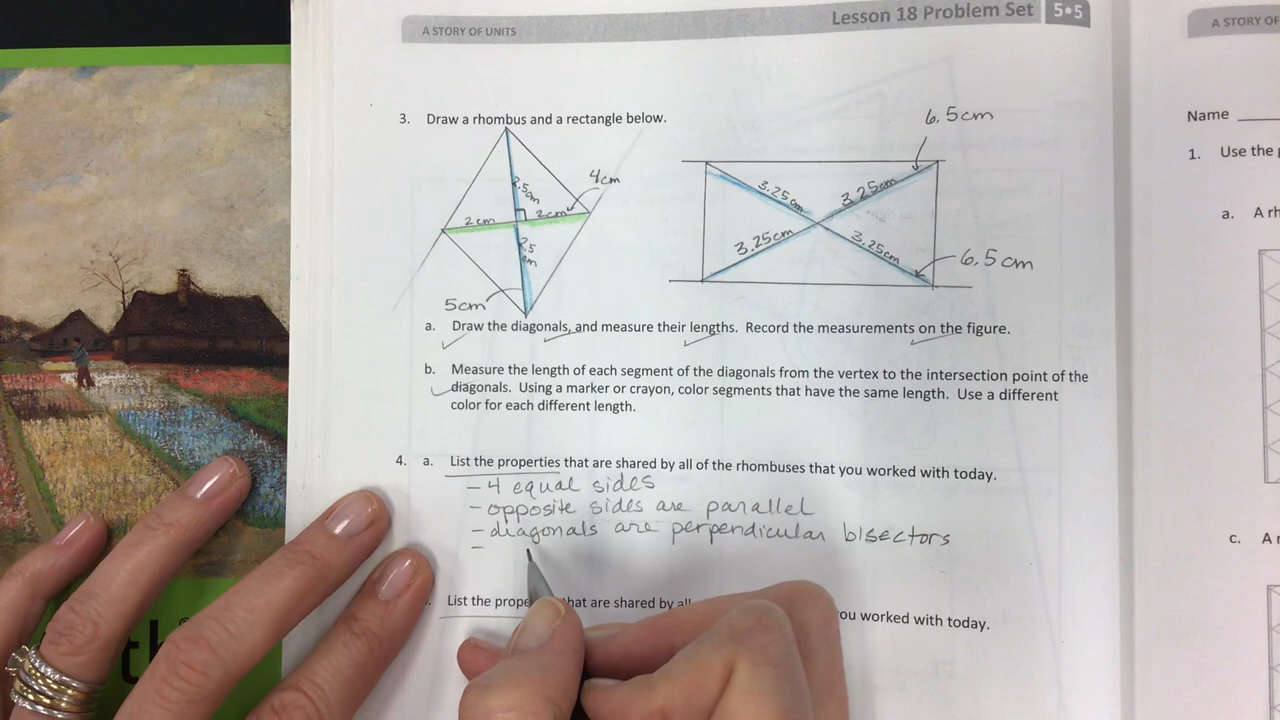 A STORY OF UNITS
Lesson 18 Problem Set 5•5
A STORY OF
3. Draw a rhombus and a rectangle below.
6.5cm
Name
1. Use the
2.5cm
4cm
2cm
2cm
2.5
cm
5cm
3.25cm
3.25cm
3.25cm
3.25cm
6.5cm
a. A rh
a. Draw the diagonals, and measure their lengths. Record the measurements on the figure.
b. Measure the length of each segment of the diagonals from the vertex to the intersection point of the
diagonals. Using a marker or crayon, color segments that have the same length. Use a different
color for each different length.
4. a. List the properties that are shared by all of the rhombuses that you worked with today.
- 4 equal sides
- opposite sides are parallel
- diagonals are perpendicular bisectors
-
c. A
List the prope that are shared by all ou worked with today.